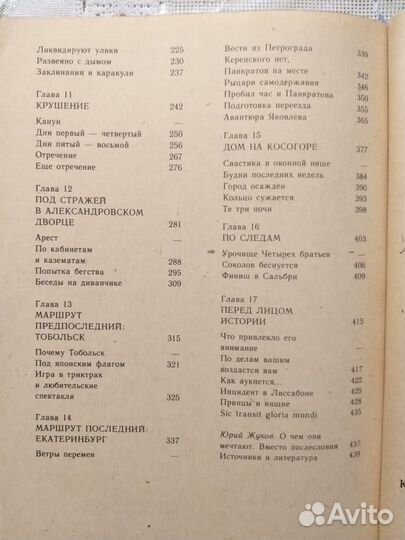 Ликвидируют улики 225
Развеяно с дымом 230
Заклинания и каракули 237
Глава 11
КРУШЕНИЕ 242
Канун —
Дни первый — четвертый 250
Дни пятый — восьмой 256
Отречение 267
Еще отречение 276
Глава 12
ПОД СТРАЖЕЙ
В АЛЕКСАНДРОВСКОМ
ДВОРЦЕ 281
Арест —
По кабинетам
и казематам 288
Попытка бегства 295
Беседы на диванчике 309
Глава 13
МАРШРУТ
ПРЕДПОСЛЕДНИЙ:
ТОБОЛЬСК 315
Почему Тобольск —
Под японским флагом 321
Игра в триктрак
и любительские
спектакли 325
Глава 14
МАРШРУТ ПОСЛЕДНИЙ:
ЕКАТЕРИНБУРГ 337
Ветры перемен —
Вести из Петрограда 339
Керенского нет,
Панкратов на месте 342
Рыцари самодержавия 346
Пробил час и Панкратова 350
Подготовка переезда 355
Авантюра Яковлева 365
Глава 15
ДОМ НА КОСОГОРЕ 377
Свастика в оконной нише —
Будни последних недель 384
Город осажден 390
Кольцо сужается 393
Те три ночи 398
Глава 16
ПО СЛЕДАМ 403
Урочище Четырех братьев —
Соколов беснуется 406
Финиш в Сальбри 409
Глава 17
ПЕРЕД ЛИЦОМ
ИСТОРИИ 415
Что привлекло его
внимание —
По делам вашим
воздастся вам 417
Как аукнется... 422
Инцидент в Лиссабоне 425
Принцы и нищие 428
Sic transit gloria mundi 435
Юрий Жуков. О чем они
мечтают. Вместо послесловия 437
Источники и литература 439
К
Avito